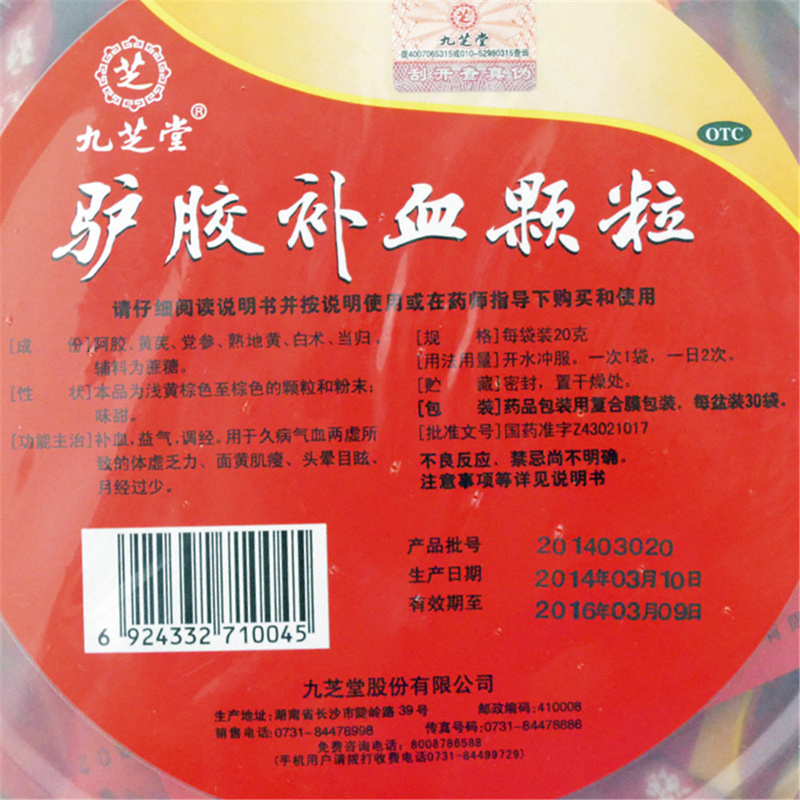 芝
九芝堂®
九芝堂
刮开查真伪
OTC
驴胶补血颗粒
请仔细阅读说明书并按说明使用或在药师指导下购买和使用
[成 份]阿胶、黄芪、党参、熟地黄、白术、当归。
辅料为蔗糖。
[性 状]本品为浅黄棕色至棕色的颗粒和粉末；
味甜。
[功能主治]补血，益气，调经。用于久病气血两虚所
致的体虚乏力、面黄肌瘦、头晕目眩、
月经过少。
[规 格]每袋装20克
[用法用量]开水冲服。一次1袋，一日2次。
[贮 藏]密封，置干燥处。
[包 装]药品包装用复合膜包装，每盆装30袋。
[批准文号]国药准字Z43021017
不良反应、禁忌尚不明确。
注意事项等详见说明书
产品批号 201403020
生产日期 2014年03月10日
有效期至 2016年03月09日
6 924332 710045
九芝堂股份有限公司
生产地址:湖南省长沙市陡岭路39号 邮政编码:410008
销售电话:0731-84478998 传真号码:0731-84478886
免费咨询电话:8008786588
(手机用户请拨打收费电话0731-84499729)